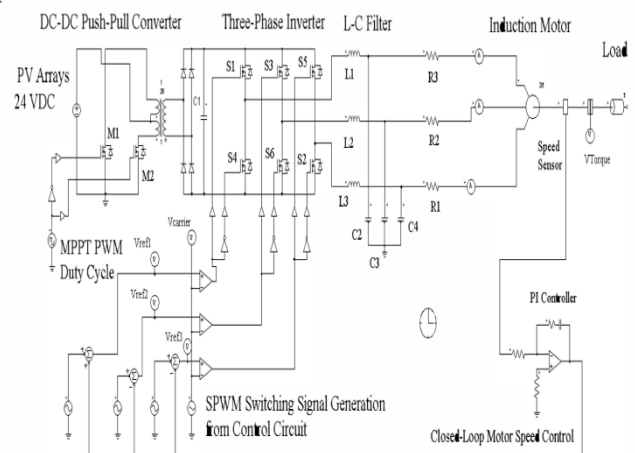 DC-DC Push-Pull Converter
Three-Phase Inverter
L-C Filter
Induction Motor
Load
PV Arrays
24 VDC
M1
M2
C1
S1
S3
S5
S4
S6
S2
L1
L2
L3
R3
R2
R1
C2
C3
C4
Speed
Sensor
VTorque
MPPT PWM
Duty Cycle
Vcarrier
Vref1
Vref2
Vref3
PI Controller
SPWM Switching Signal Generation
from Control Circuit
Closed-Loop Motor Speed Control